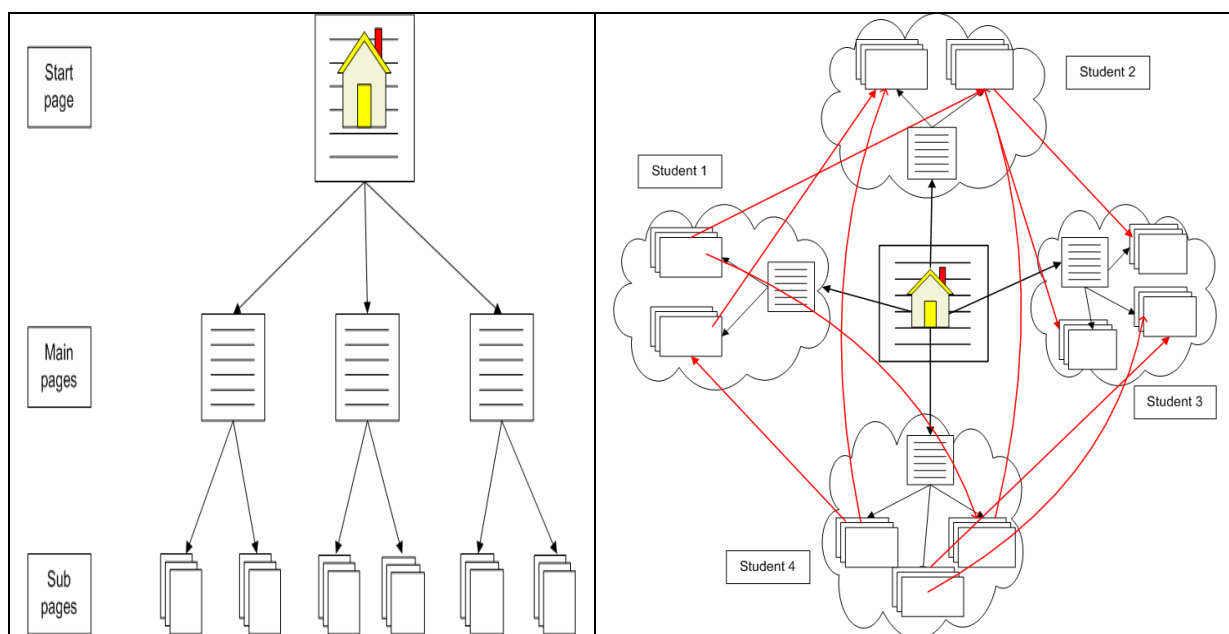 Start
page
Main
pages
Sub
pages
Student 2
Student 1
Student 3
Student 4